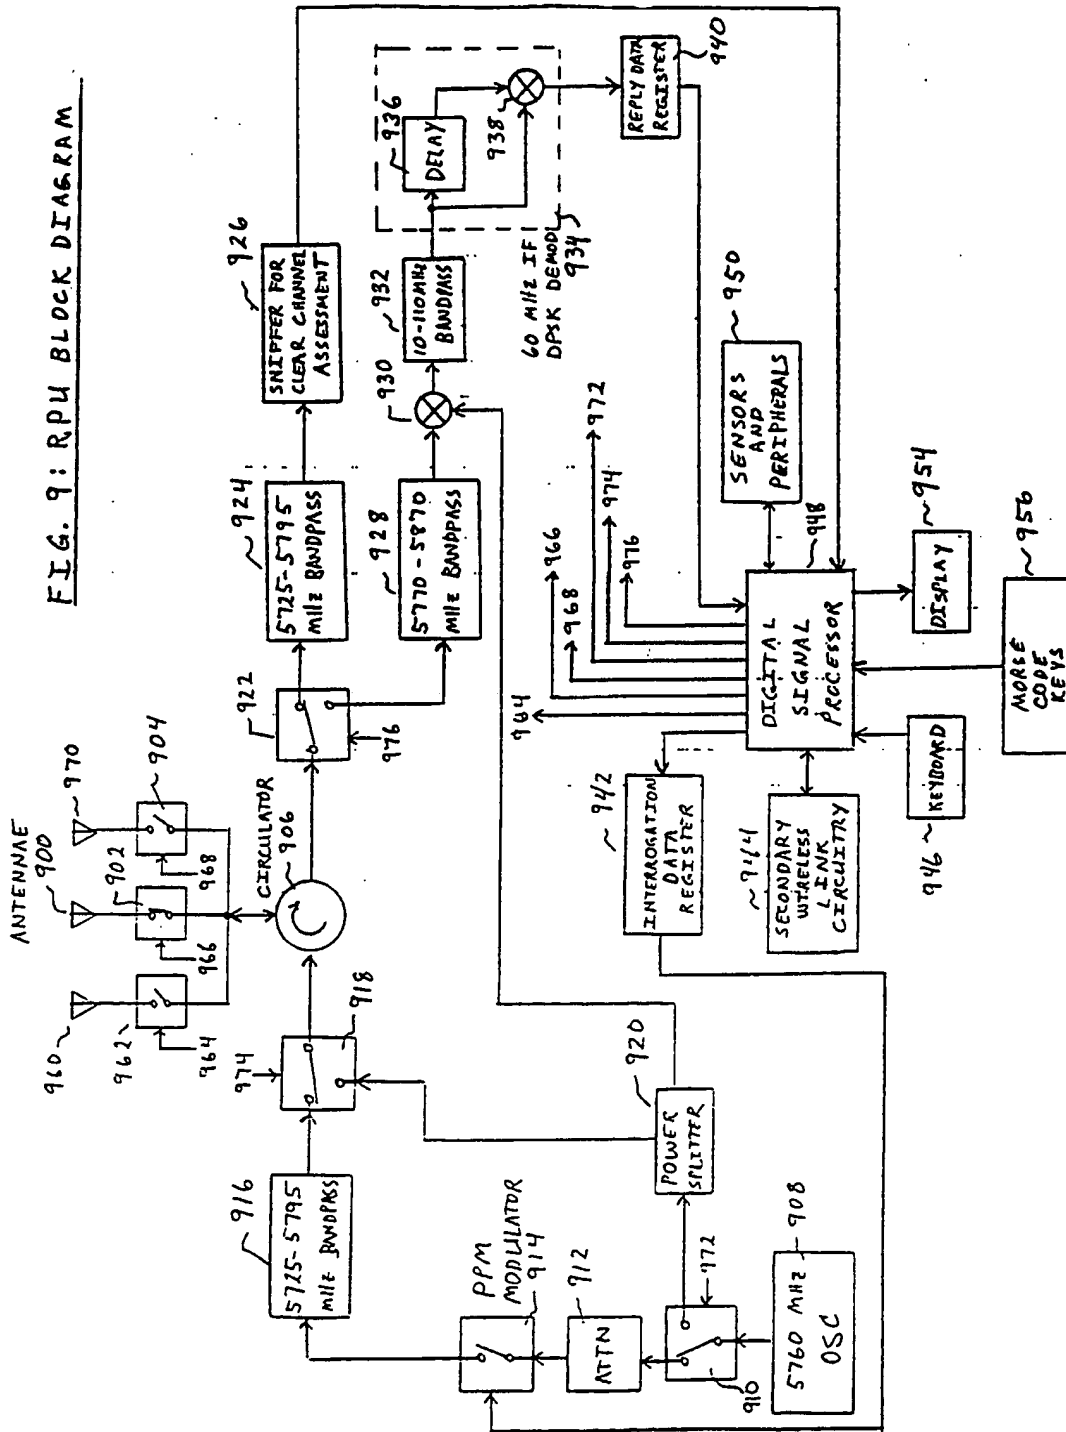 FIG. 9: RPU BLOCK DIAGRAM
ANTENNAE
960
900
970
962
902
904
964
966
968
CIRCULATOR
906
974
918
922
976
916
5725-5795
MHz BANDPASS
924
5725-5795
MHz BANDPASS
926
SNIFFER FOR
CLEAR CHANNEL
ASSESSMENT
928
5770-5870
MHz BANDPASS
930
932
10-110MHz
BANDPASS
936
DELAY
938
60 MHz IF
DPSK DEMOD
934
REPLY DATA
REGISTER
940
PPM
MODULATOR
914
912
ATTN
910
972
908
5760 MHz
OSC
920
POWER
SPLITTER
942
INTERROGATION
DATA
REGISTER
964
966
968
972
974
976
950
SENSORS
AND
PERIPHERALS
948
DIGITAL
SIGNAL
PROCESSOR
944
SECONDARY
WIRELESS
LINK
CIRCUITRY
946
KEYBOARD
954
DISPLAY
956
MORSE
CODE
KEYS